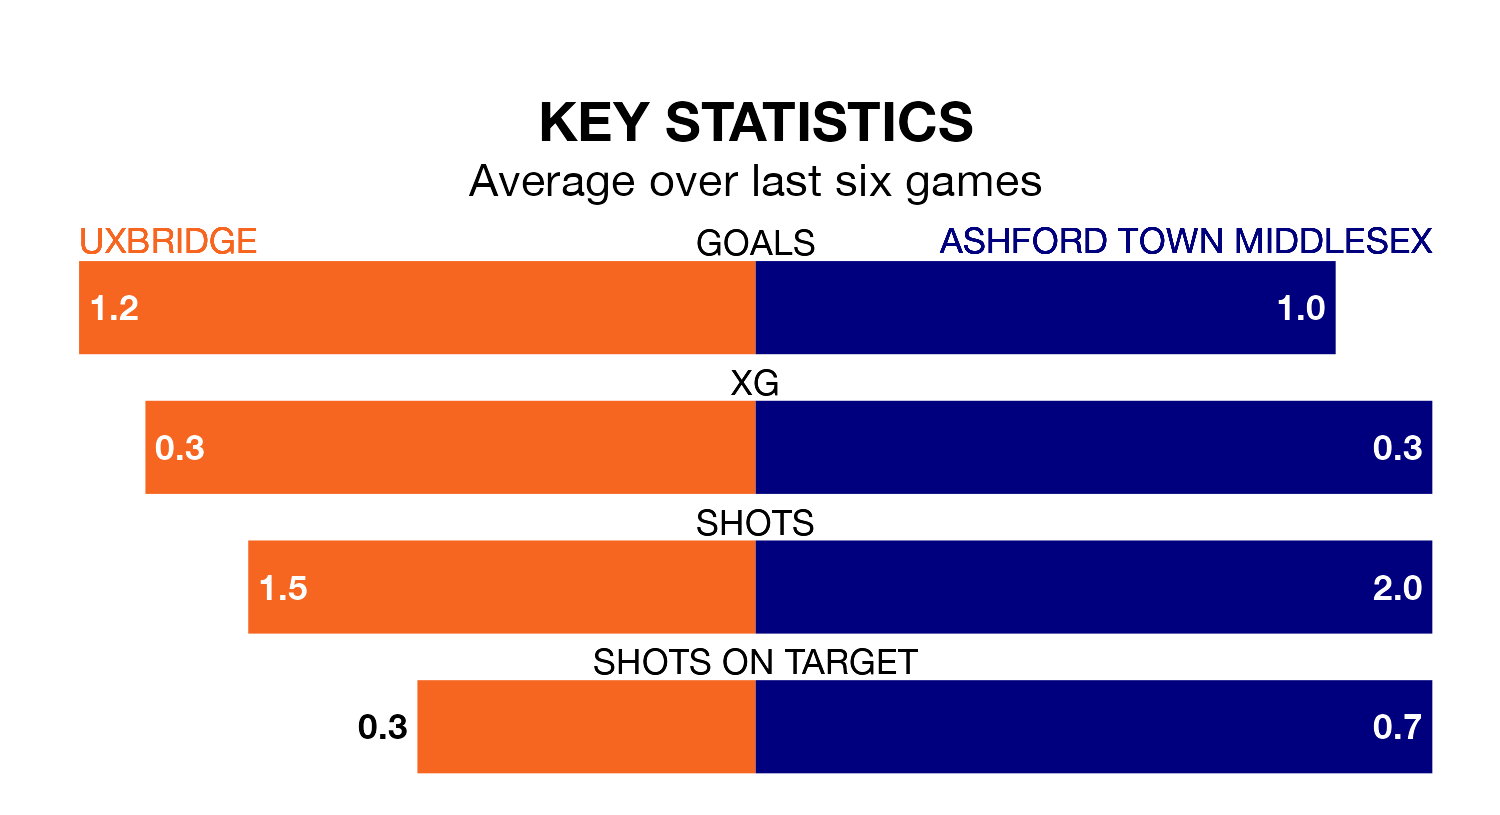 KEY STATISTICS
Average over last six games
UXBRIDGE GOALS ASHFORD TOWN MIDDLESEX
1.2 1.0
XG
0.3 0.3
SHOTS
1.5 2.0
SHOTS ON TARGET
0.3 0.7